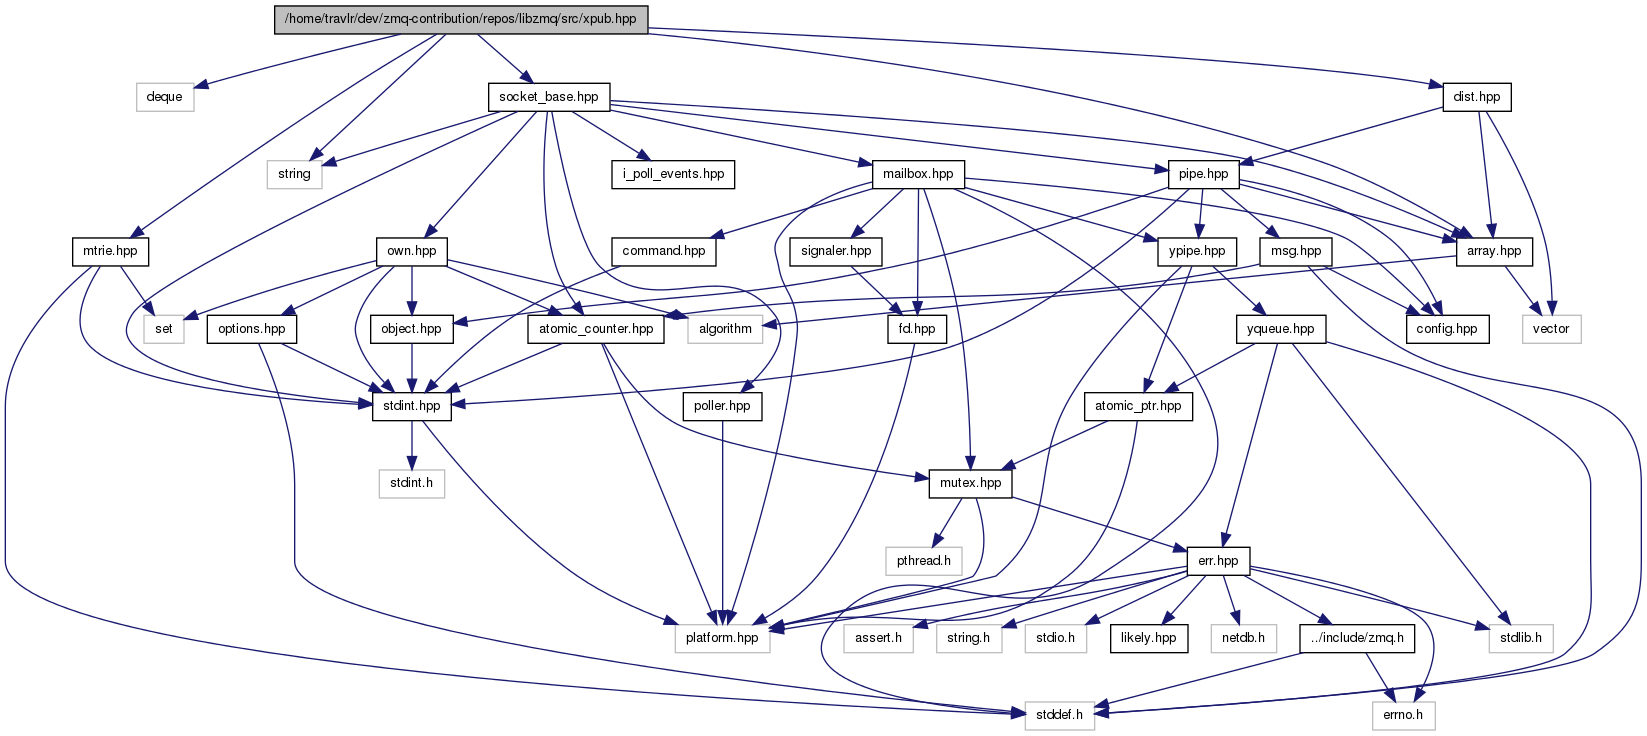 /home/travlr/dev/zmq-contribution/repos/libzmq/src/xpub.hpp
deque
socket_base.hpp
dist.hpp
string
i_poll_events.hpp
mailbox.hpp
pipe.hpp
mtrie.hpp
own.hpp
command.hpp
signaler.hpp
ypipe.hpp
msg.hpp
array.hpp
set
options.hpp
object.hpp
atomic_counter.hpp
algorithm
fd.hpp
yqueue.hpp
config.hpp
vector
stdint.hpp
poller.hpp
atomic_ptr.hpp
stdint.h
mutex.hpp
pthread.h
err.hpp
platform.hpp
assert.h
string.h
stdio.h
likely.hpp
netdb.h
../include/zmq.h
stdlib.h
stddef.h
errno.h